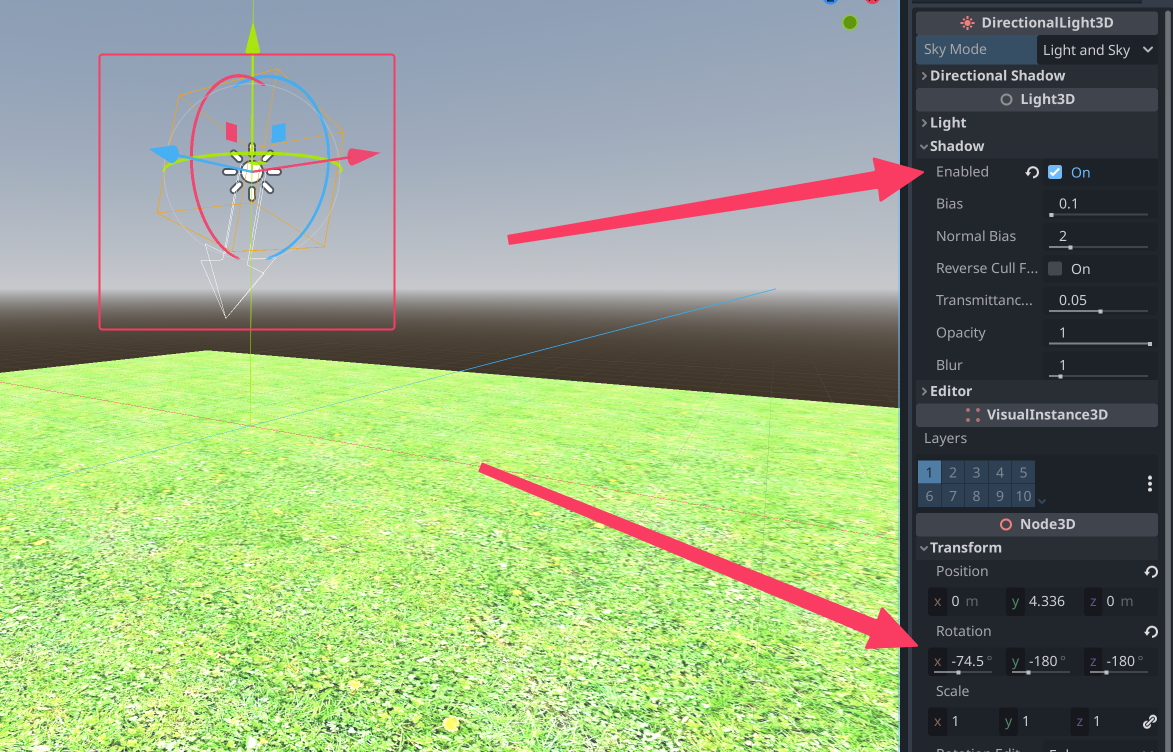 DirectionalLight3D
Sky Mode Light and Sky
Directional Shadow
Light3D
Light
Shadow
Enabled On
Bias 0.1
Normal Bias 2
Reverse Cull F... On
Transmittanc... 0.05
Opacity 1
Blur 1
Editor
VisualInstance3D
Layers
1 2 3 4 5
6 7 8 9 10
Node3D
Transform
Position
x 0 m y 4.336 z 0 m
Rotation
x -74.5 ° y -180 ° z -180 °
Scale
x 1 y 1 z 1